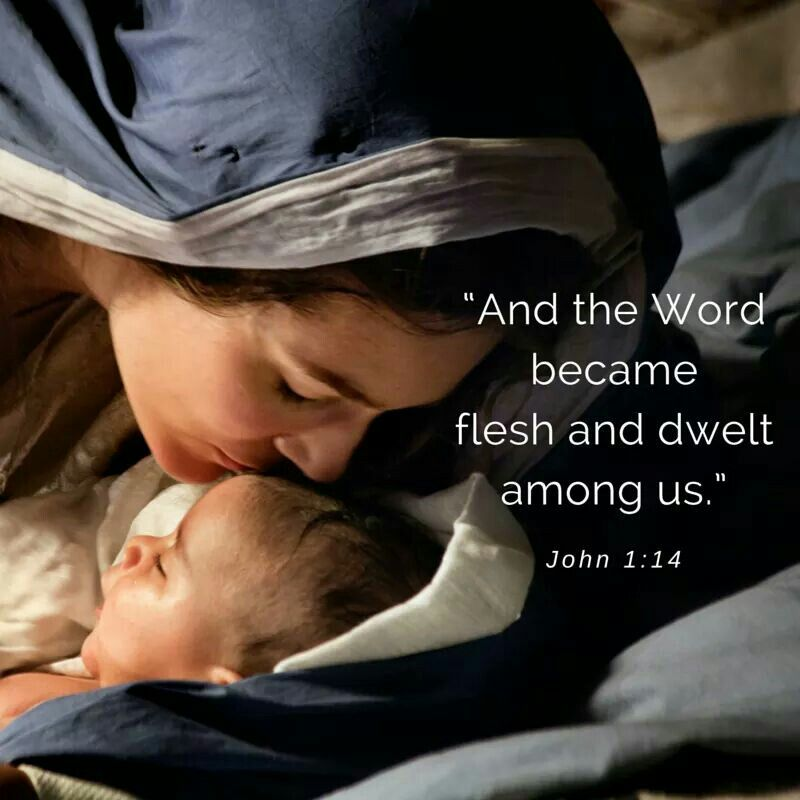 “And the Word
became
flesh and dwelt
among us.”
John 1:14